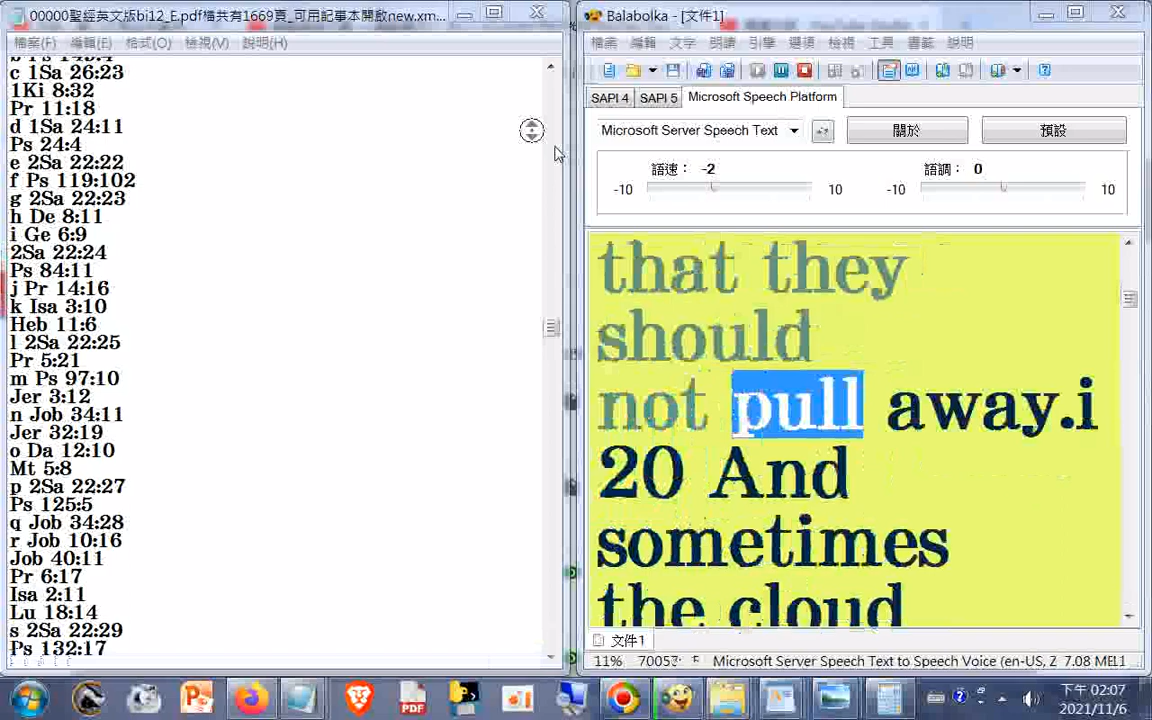 00000聖經英文版bi12_E.pdf檔共有1669頁_可用記事本開啟new.xm...
檔案(F) 編輯(E) 格式(O) 檢視(V) 說明(H)
c 1Sa 26:23
1Ki 8:32
Pr 11:18
d 1Sa 24:11
Ps 24:4
e 2Sa 22:22
f Ps 119:102
g 2Sa 22:23
h De 8:11
i Ge 6:9
2Sa 22:24
Ps 84:11
j Pr 14:16
k Isa 3:10
Heb 11:6
l 2Sa 22:25
Pr 5:21
m Ps 97:10
Jer 3:12
n Job 34:11
Jer 32:19
o Da 12:10
Mt 5:8
p 2Sa 22:27
Ps 125:5
q Job 34:28
r Job 10:16
Job 40:11
Pr 6:17
Isa 2:11
Lu 18:14
s 2Sa 22:29
Ps 132:17
Balabolka - [文件1]
檔案 編輯 文字 朗讀 引擎 選項 檢視 工具 書籤 說明
SAPI 4 SAPI 5 Microsoft Speech Platform
Microsoft Server Speech Text 關於 預設
語速： -2 語調： 0
-10 10 -10 10
that they
should
not pull away.i
20 And
sometimes
the cloud
文件1
11% Microsoft Server Speech Text to Speech Voice (en-US, Z
PDF
下午 02:07
2021/11/6